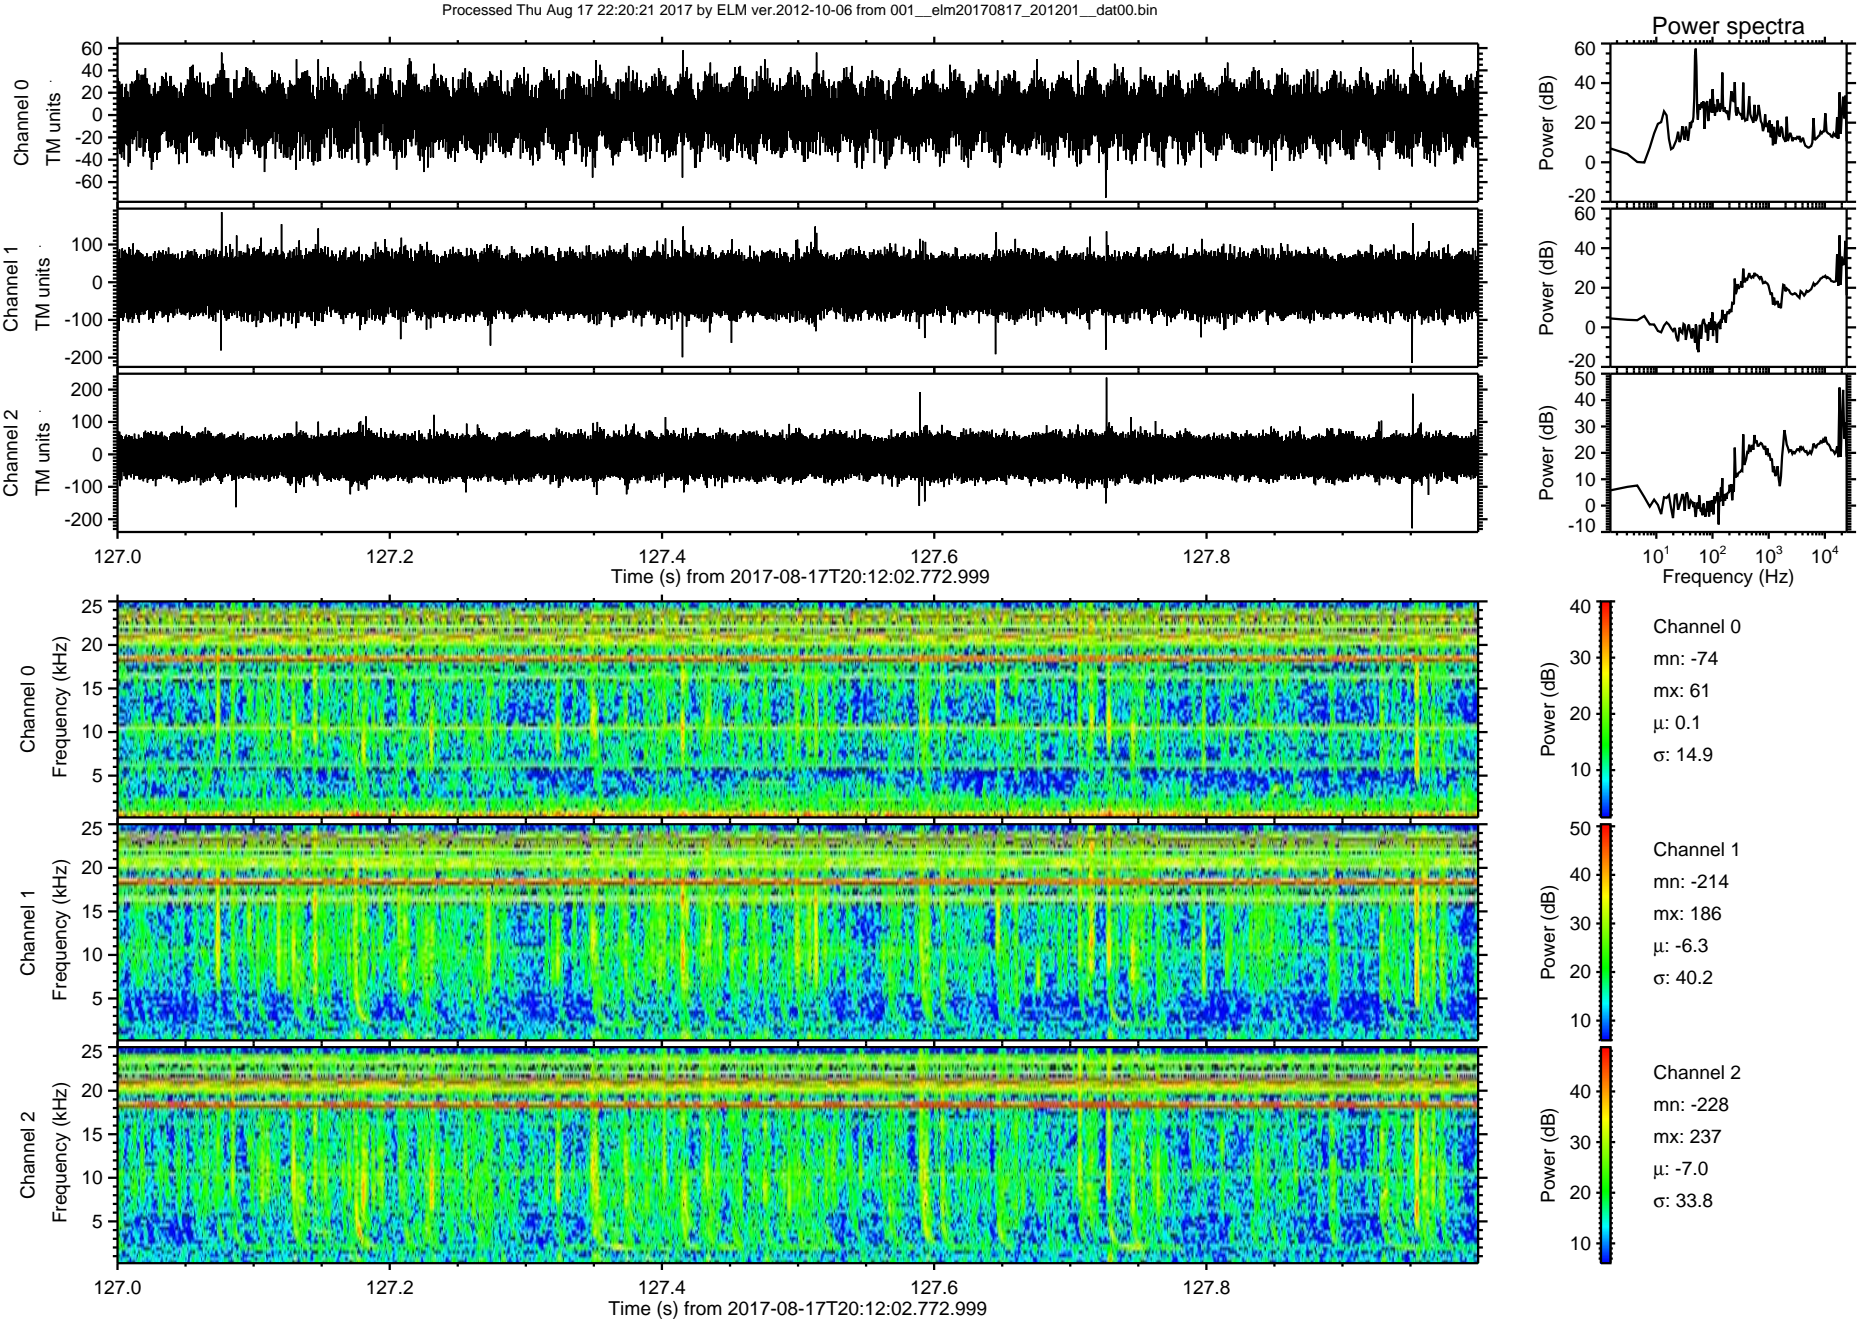 Processed Thu Aug 17 22:20:21 2017 by ELM ver.2012-10-06 from 001__elm20170817_201201__dat00.bin
Power spectra
Channel 0
TM units
60
40
20
0
-20
-40
-60
Power (dB)
60
40
20
0
-20
Channel 1
TM units
100
0
-100
-200
Power (dB)
60
40
20
0
-20
Channel 2
TM units
200
100
0
-100
-200
Power (dB)
50
40
30
20
10
0
-10
127.0 127.2 127.4 127.6 127.8
Time (s) from 2017-08-17T20:12:02.772.999
10^1 10^2 10^3 10^4
Frequency (Hz)
Channel 0
Frequency (kHz)
25
20
15
10
5
Power (dB)
40
30
20
10
Channel 0
mn: -74
mx: 61
μ: 0.1
σ: 14.9
Channel 1
Frequency (kHz)
25
20
15
10
5
Power (dB)
50
40
30
20
10
Channel 1
mn: -214
mx: 186
μ: -6.3
σ: 40.2
Channel 2
Frequency (kHz)
25
20
15
10
5
Power (dB)
40
30
20
10
Channel 2
mn: -228
mx: 237
μ: -7.0
σ: 33.8
127.0 127.2 127.4 127.6 127.8
Time (s) from 2017-08-17T20:12:02.772.999